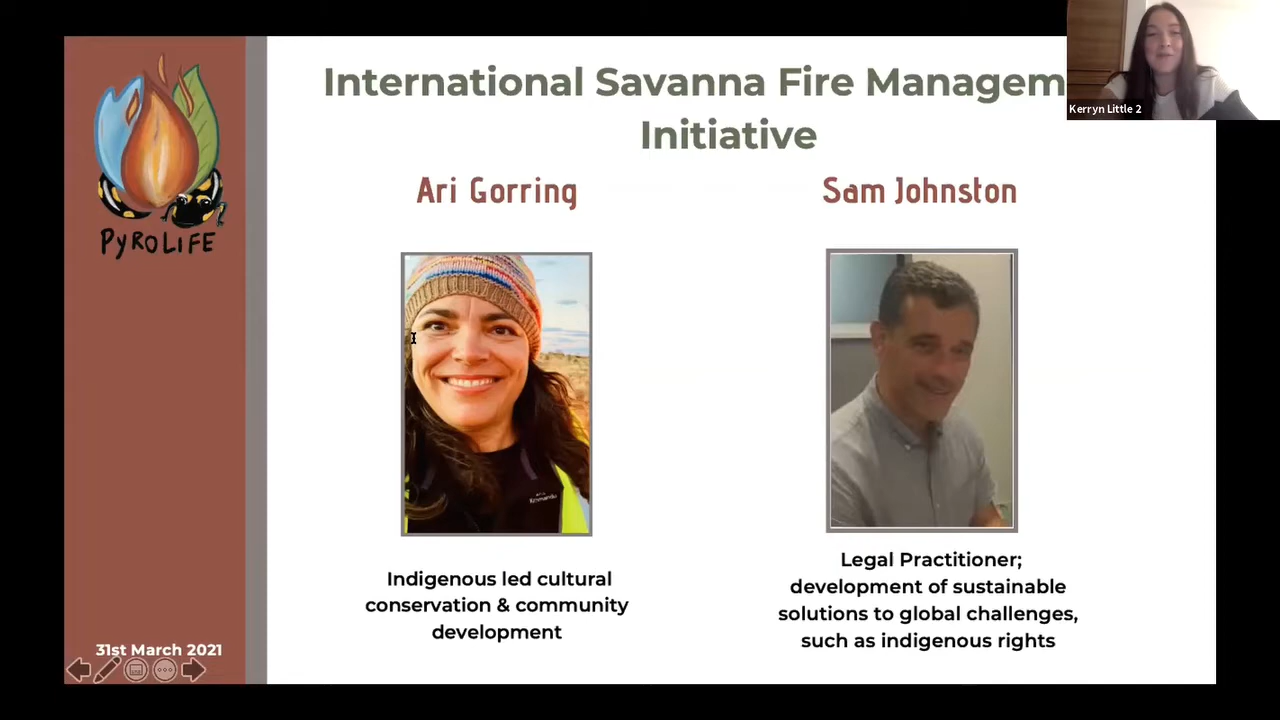 International Savanna Fire Managem
Initiative
Kerryn Little 2
Ari Gorring
Sam Johnston
PyROLIFE
Indigenous led cultural
conservation & community
development
Legal Practitioner;
development of sustainable
solutions to global challenges,
such as indigenous rights
31st March 2021